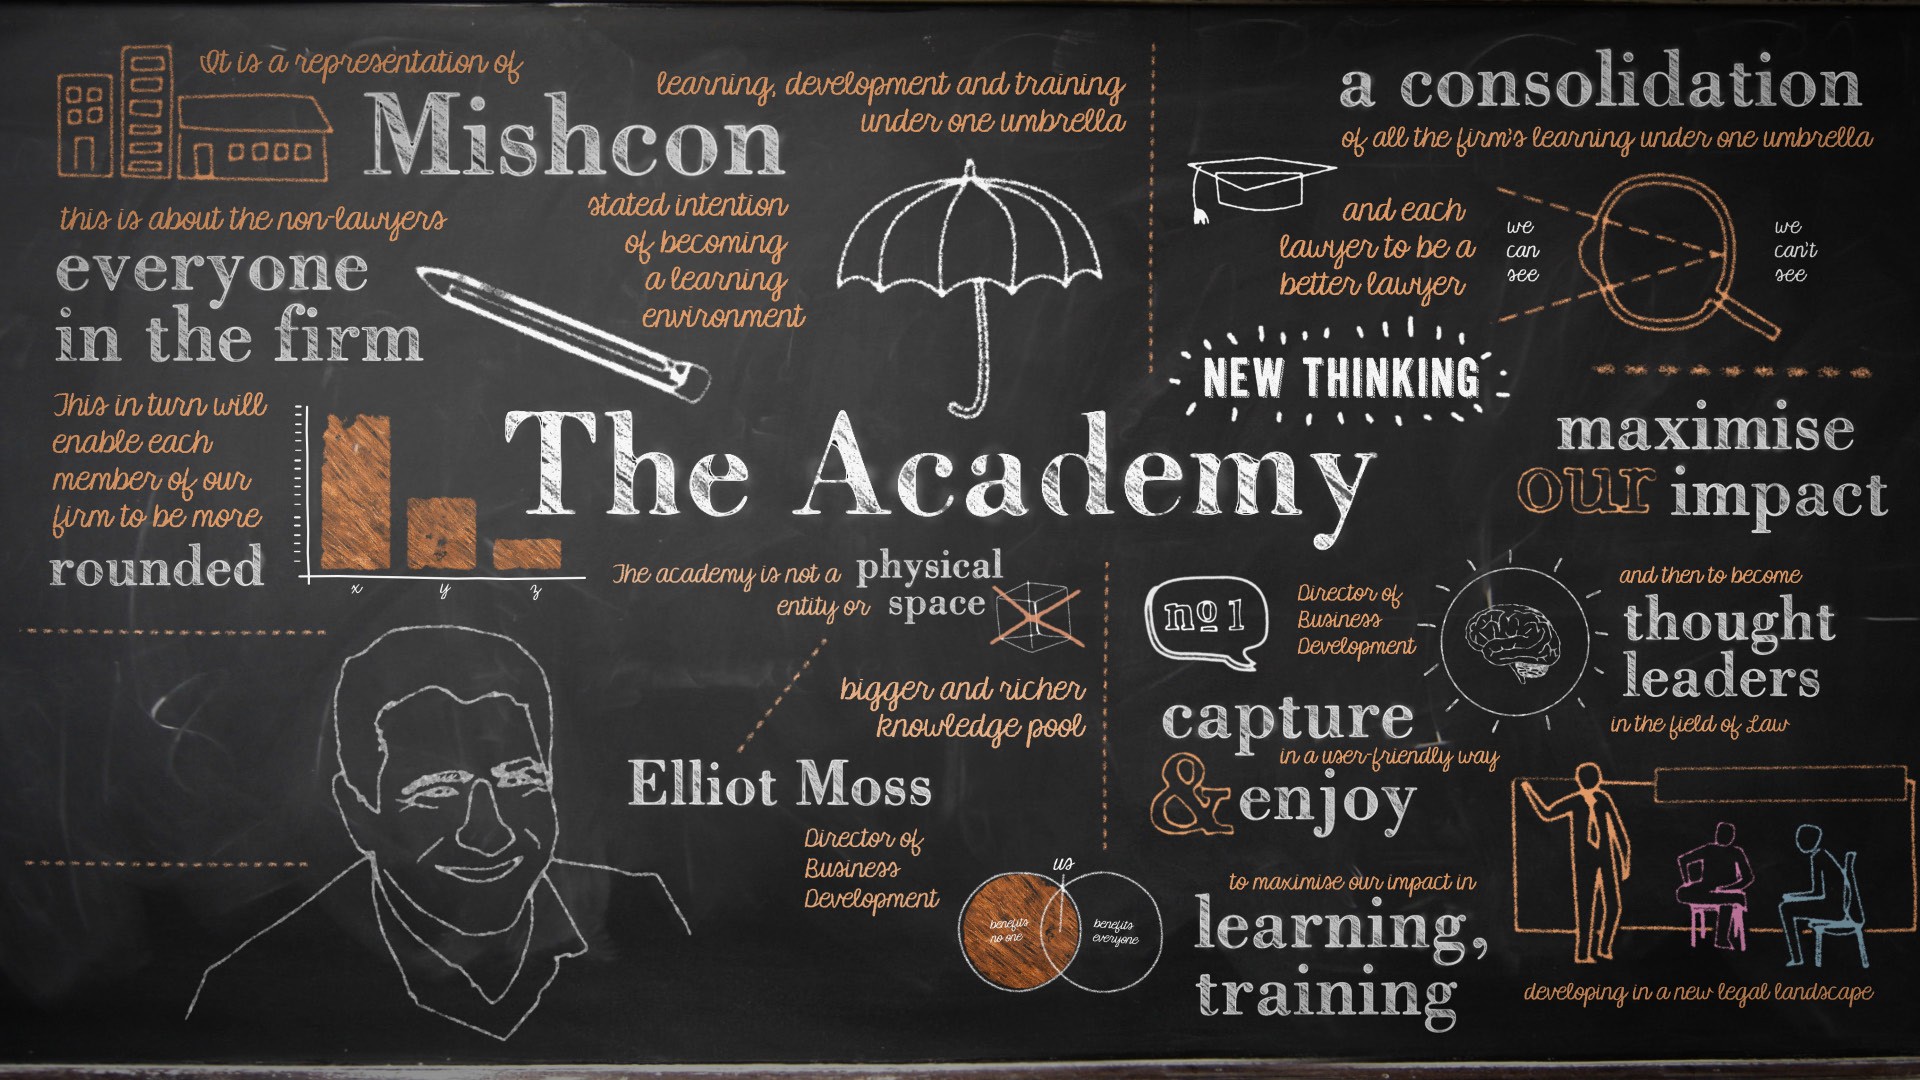 It is a representation of
Mishcon
learning, development and training
under one umbrella
this is about the non-lawyers
everyone
in the firm
stated intention
of becoming
a learning
environment
This in turn will
enable each
member of our
firm to be more
rounded
x y z
a consolidation
of all the firm's learning under one umbrella
and each
lawyer to be a
better lawyer
we
can
see
we
can't
see
NEW THINKING
maximise
our impact
The Academy
The academy is not a physical
entity or space
bigger and richer
knowledge pool
Elliot Moss
Director of
Business
Development
us
benefits
no one
benefits
everyone
nº 1
Director of
Business
Development
and then to become
thought
leaders
in the field of Law
capture
in a user-friendly way
& enjoy
to maximise our impact in
learning,
training
developing in a new legal landscape